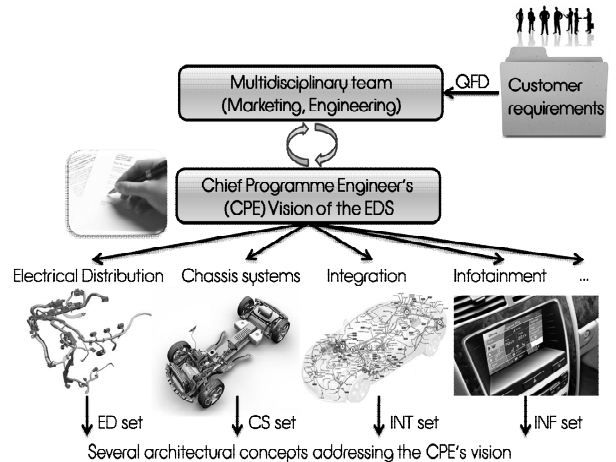 Multidisciplinary team
(Marketing, Engineering)
QFD
Customer
requirements
Chief Programme Engineer's
(CPE) Vision of the EDS
Electrical Distribution
Chassis systems
Integration
Infotainment
...
ED set
CS set
INT set
INF set
Several architectural concepts addressing the CPE's vision